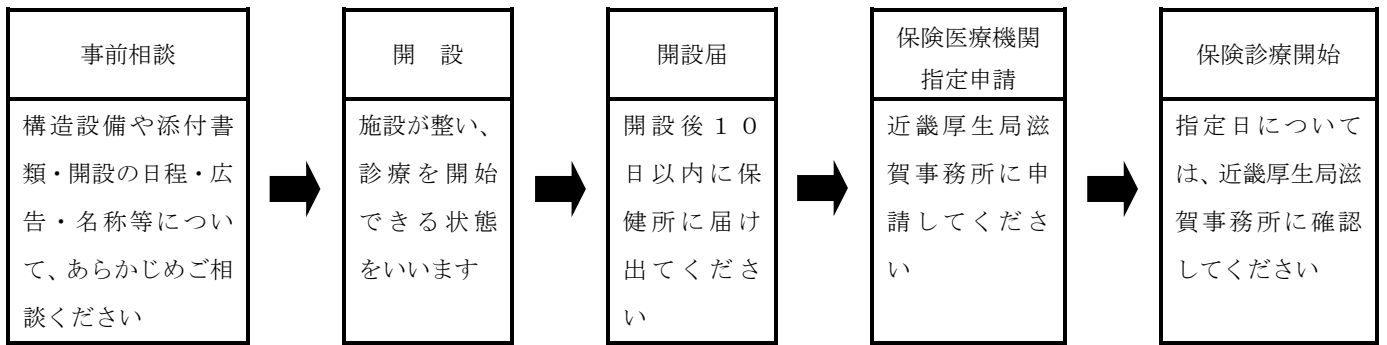 事前相談
構造設備や添付書
類・開設の日程・広
告・名称等につい
て、あらかじめご相
談ください
開　設
施設が整い、
診療を開始
できる状態
をいいます
開設届
開設後１０
日以内に保
健所に届け
出てくださ
い
保険医療機関
指定申請
近畿厚生局滋
賀事務所に申
請してくださ
い
保険診療開始
指定日について
は、近畿厚生局滋
賀事務所に確認
してください